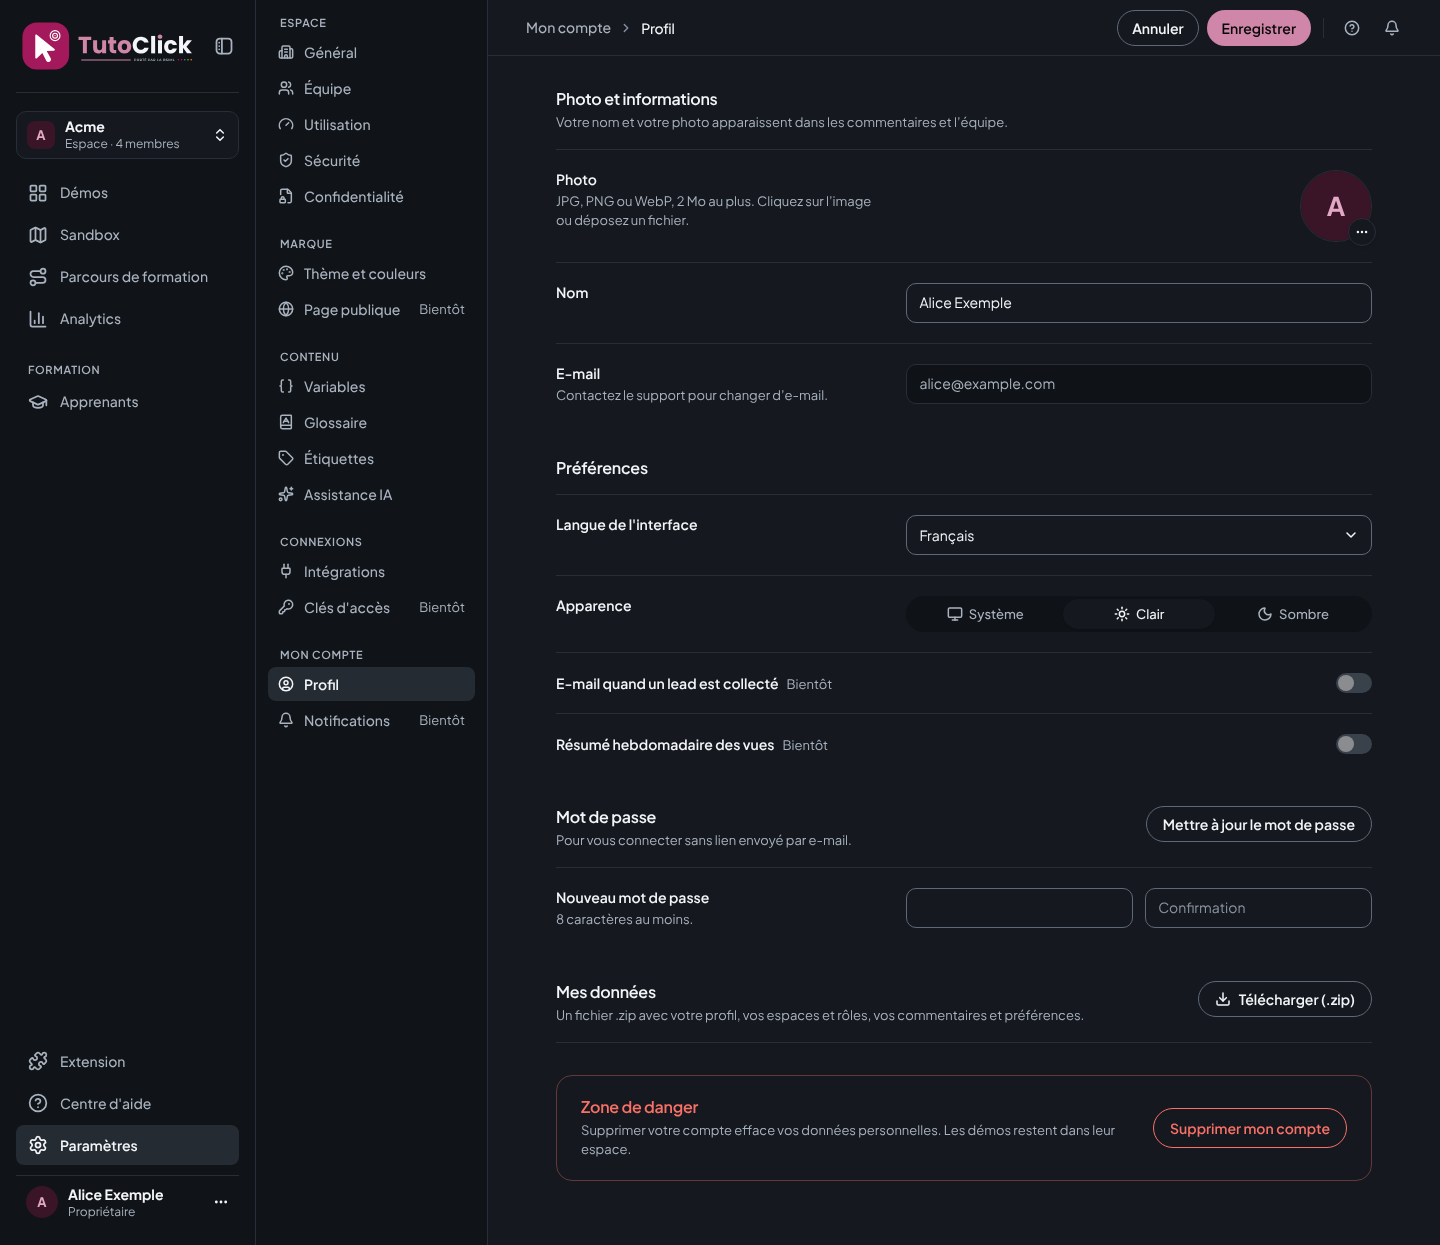 TutoClick
A
Acme
Espace · 4 membres
Démos
Sandbox
Parcours de formation
Analytics
FORMATION
Apprenants
Extension
Centre d'aide
Paramètres
A
Alice Exemple
Propriétaire
ESPACE
Général
Équipe
Utilisation
Sécurité
Confidentialité
MARQUE
Thème et couleurs
Page publique Bientôt
CONTENU
Variables
Glossaire
Étiquettes
Assistance IA
CONNEXIONS
Intégrations
Clés d'accès Bientôt
MON COMPTE
Profil
Notifications Bientôt
Mon compte > Profil
Annuler
Enregistrer
Photo et informations
Votre nom et votre photo apparaissent dans les commentaires et l'équipe.
Photo
JPG, PNG ou WebP, 2 Mo au plus. Cliquez sur l'image
ou déposez un fichier.
A
Nom
Alice Exemple
E-mail
Contactez le support pour changer d'e-mail.
alice@example.com
Préférences
Langue de l'interface
Français
Apparence
Système
Clair
Sombre
E-mail quand un lead est collecté Bientôt
Résumé hebdomadaire des vues Bientôt
Mot de passe
Pour vous connecter sans lien envoyé par e-mail.
Mettre à jour le mot de passe
Nouveau mot de passe
8 caractères au moins.
Confirmation
Mes données
Un fichier .zip avec votre profil, vos espaces et rôles, vos commentaires et préférences.
Télécharger (.zip)
Zone de danger
Supprimer votre compte efface vos données personnelles. Les démos restent dans leur
espace.
Supprimer mon compte